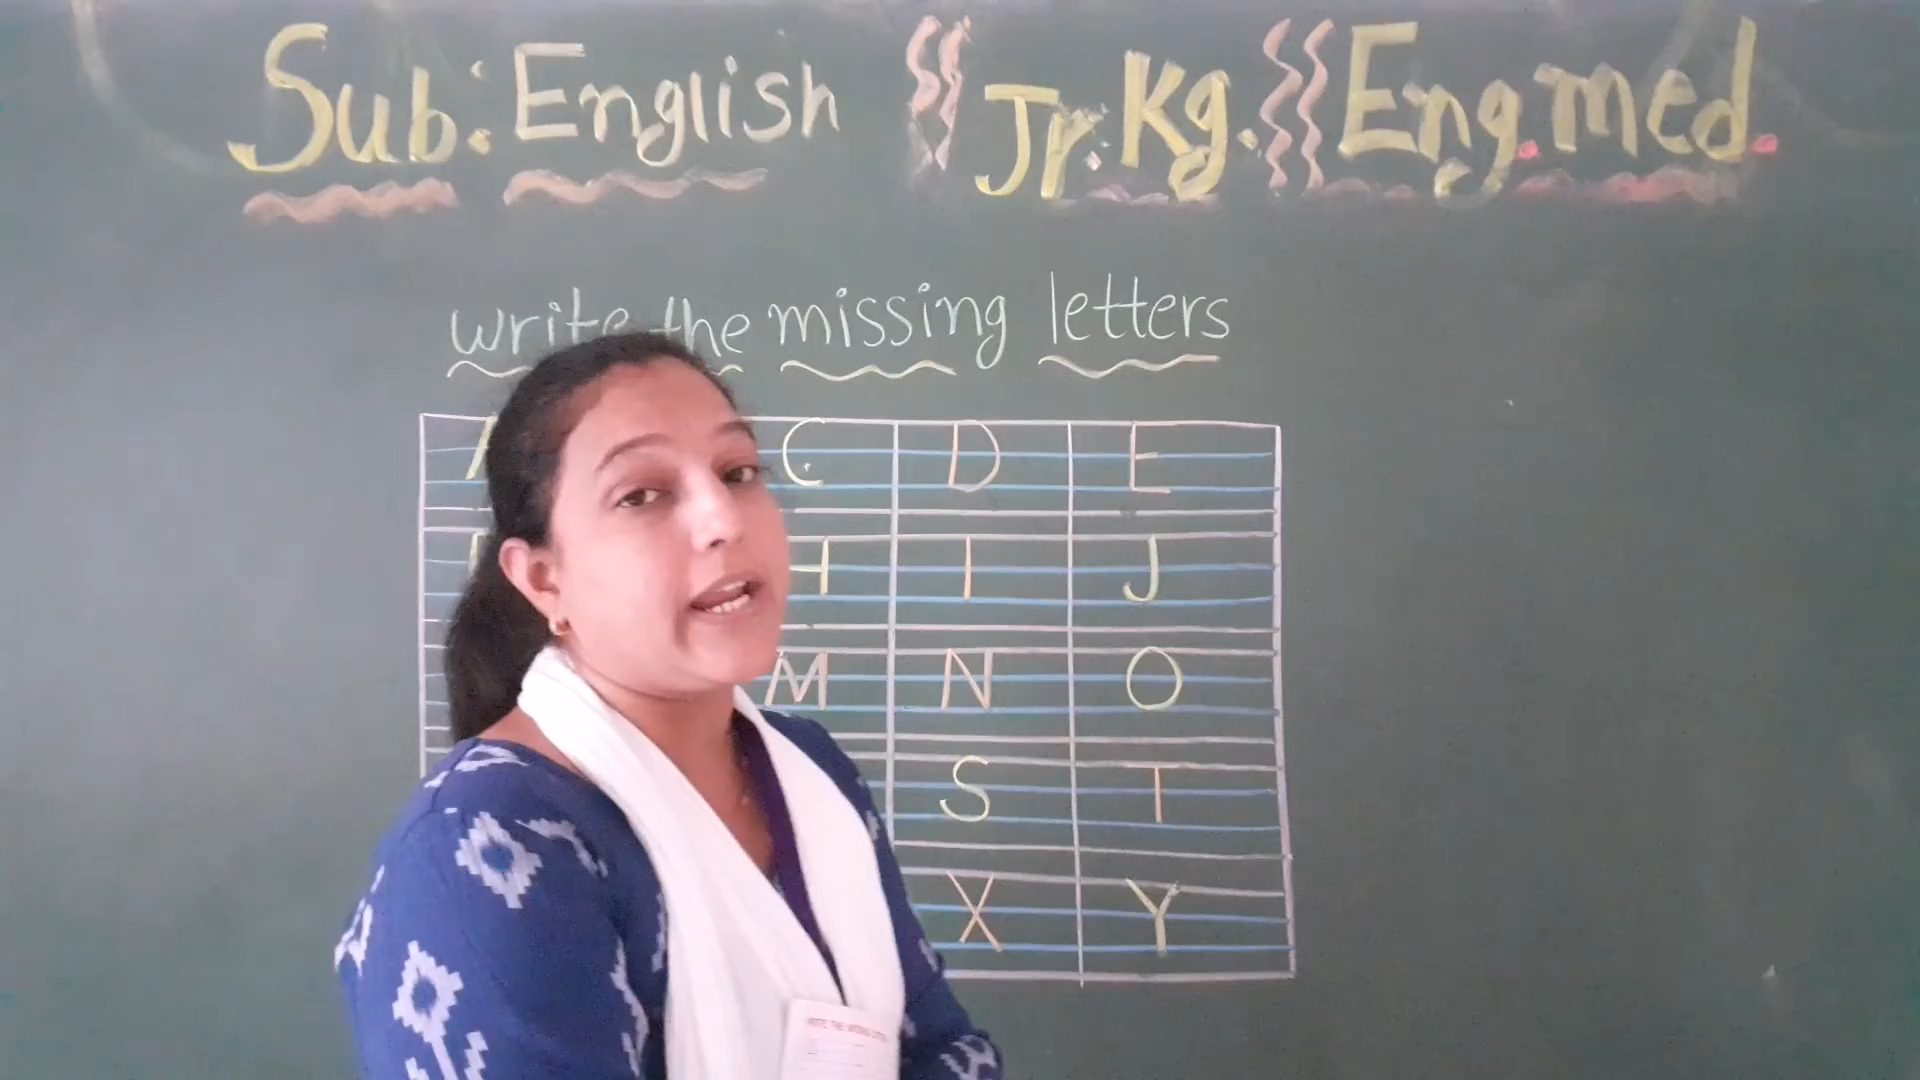 Sub: English Jr. Kg. Eng. med.
write the missing letters
A C D E
H I J
M N O
S T
X Y